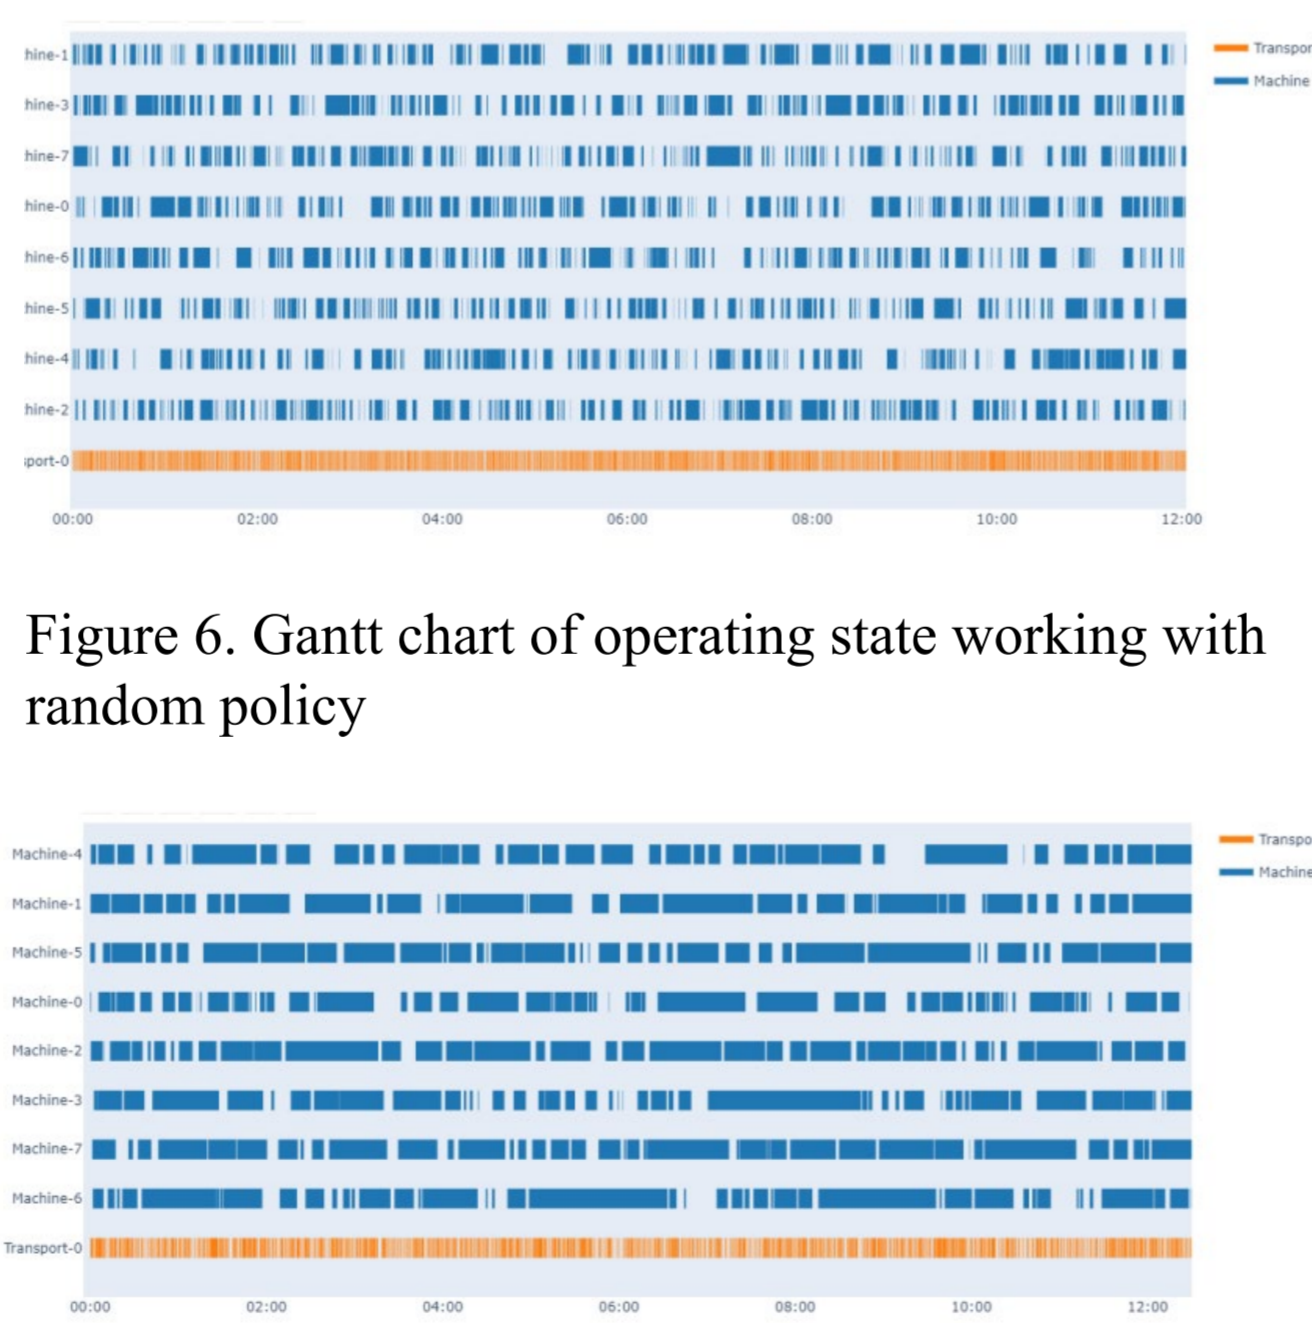 hine-1
Transpor
Machine
hine-3
hine-7
hine-0
hine-6
hine-5
hine-4
hine-2
port-0
00:00 02:00 04:00 06:00 08:00 10:00 12:00
Figure 6. Gantt chart of operating state working with
random policy
Machine-4
Transpo
Machine
Machine-1
Machine-5
Machine-0
Machine-2
Machine-3
Machine-7
Machine-6
Transport-0
00:00 02:00 04:00 06:00 08:00 10:00 12:00